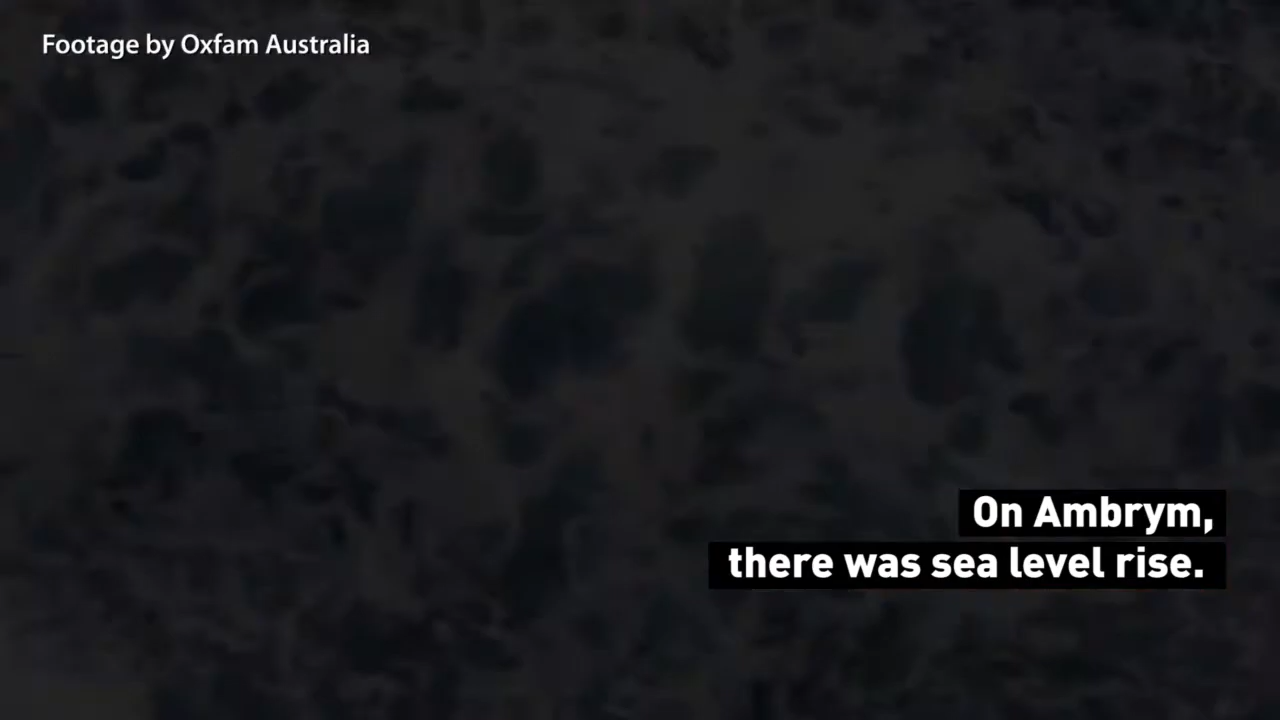 Footage by Oxfam Australia
On Ambrym,
there was sea level rise.